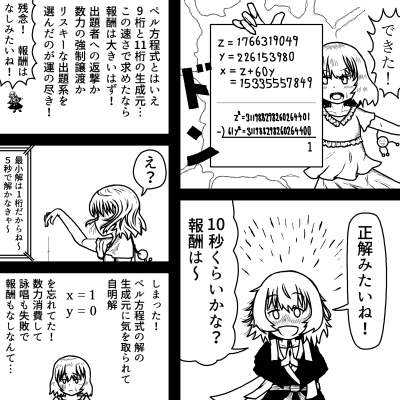 できた!
z = 1766319049
y = 226153980
x = z+60y
= 15335557849
z²=3119882982860264401
-) 61y²=3119882982860264400
1
ドン
正解みたいね!
10秒くらいかな?
報酬は〜
ペル方程式とはいえ
9桁と11桁の生成元…
この速さで求めたなら
報酬は大きいはず!
出題者への返撃か
数力の強制譲渡か
リスキーな出題系を
選んだのが運の尽き!
残念! 報酬は
なしみたいね!
え?
最小解は1桁だからね〜
5秒で解かなきゃ〜
しまった!
ペル方程式の解の
生成元に気を取られて
自明解
x = 1
y = 0
を忘れてた!
数力消費して
詠唱も失敗で
報酬もなしなんて…